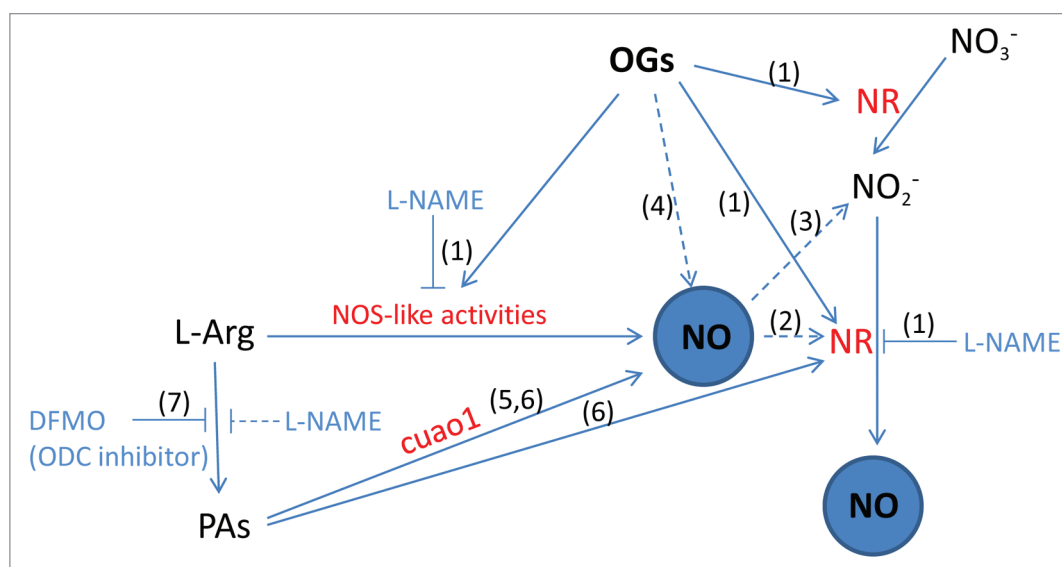 NO₃⁻
OGs
(1)
NR
L-NAME
NO₂⁻
(4)
(1)
(3)
(1)
NOS-like activities
L-Arg
NO
(2)
NR
(1)
L-NAME
(5,6)
(6)
cuao1
DFMO
(7)
L-NAME
(ODC inhibitor)
PAs
NO